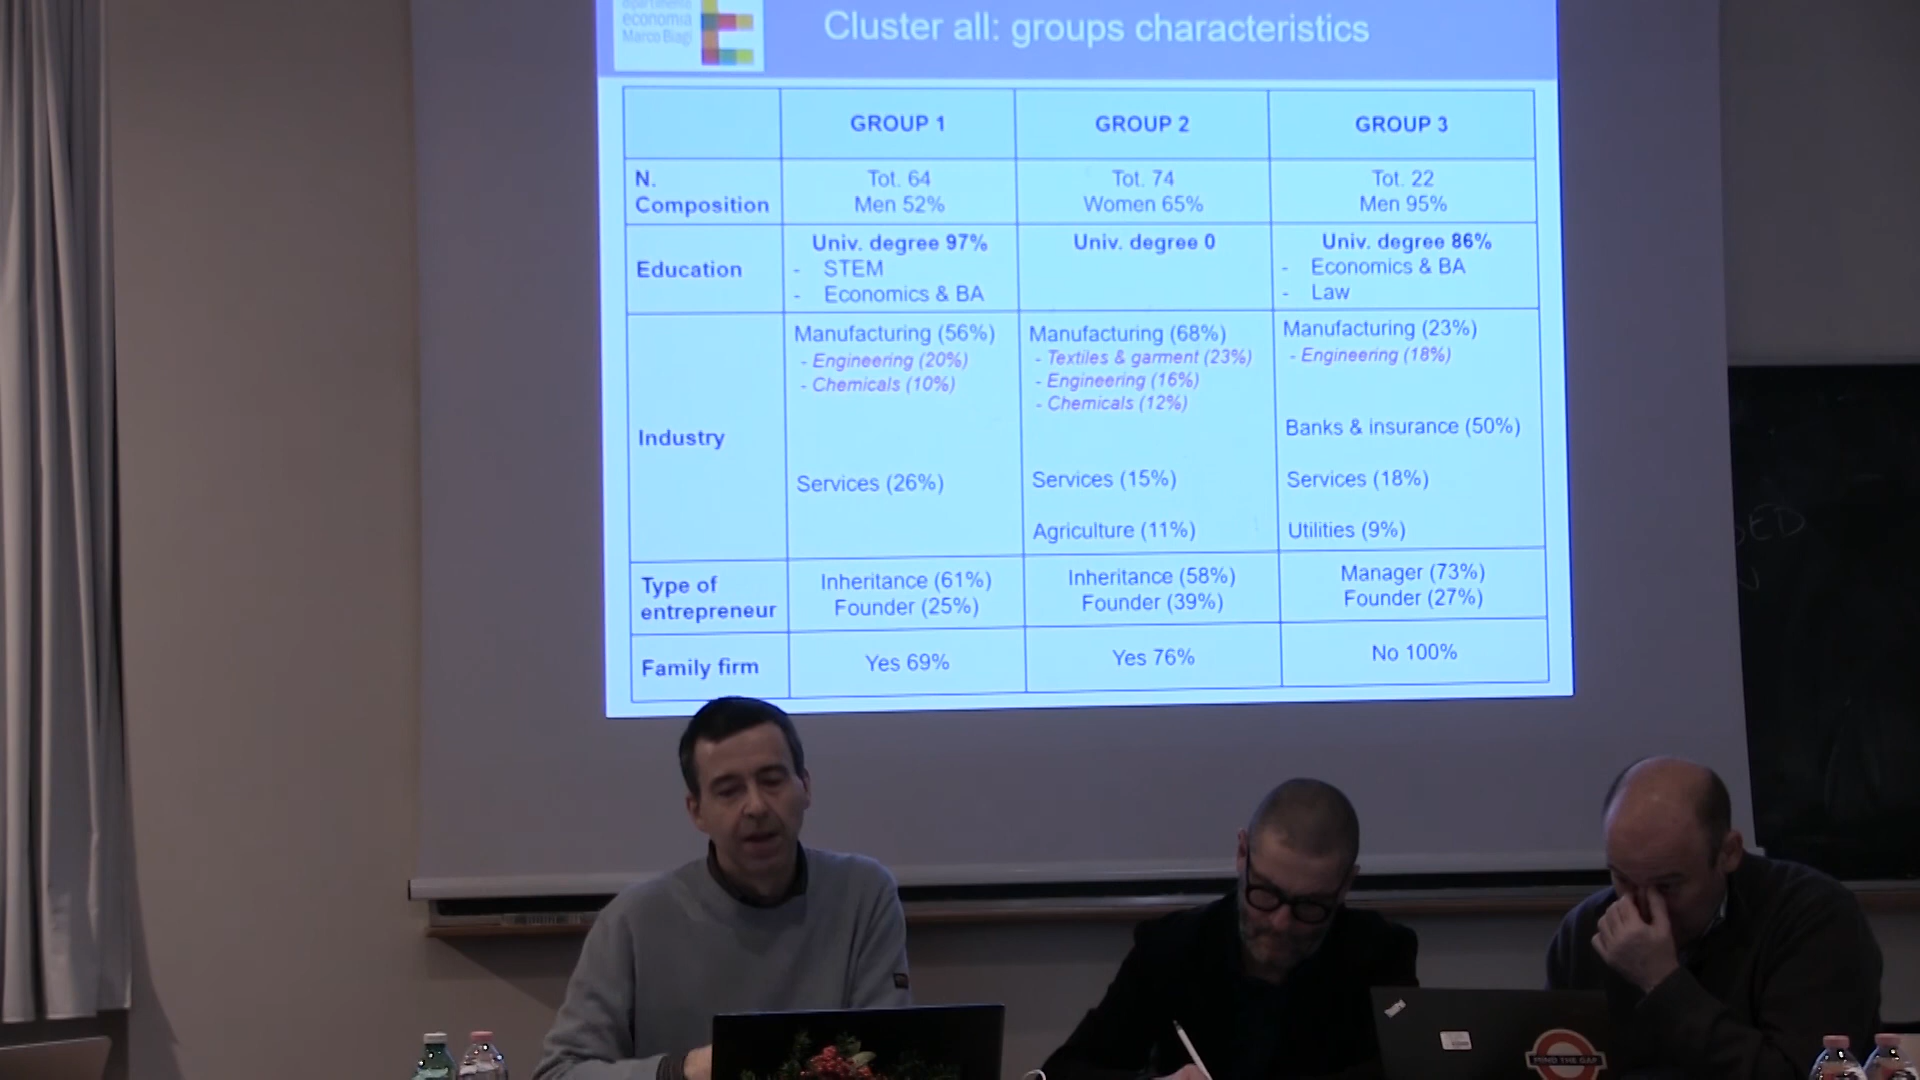 economia
Marco Biagi
Cluster all: groups characteristics
GROUP 1
GROUP 2
GROUP 3
N.
Composition
Tot. 64
Men 52%
Tot. 74
Women 65%
Tot. 22
Men 95%
Education
Univ. degree 97%
- STEM
- Economics & BA
Univ. degree 0
Univ. degree 86%
- Economics & BA
- Law
Industry
Manufacturing (56%)
- Engineering (20%)
- Chemicals (10%)
Services (26%)
Manufacturing (68%)
- Textiles & garment (23%)
- Engineering (16%)
- Chemicals (12%)
Services (15%)
Agriculture (11%)
Manufacturing (23%)
- Engineering (18%)
Banks & insurance (50%)
Services (18%)
Utilities (9%)
Type of
entrepreneur
Inheritance (61%)
Founder (25%)
Inheritance (58%)
Founder (39%)
Manager (73%)
Founder (27%)
Family firm
Yes 69%
Yes 76%
No 100%
MIND THE GAP